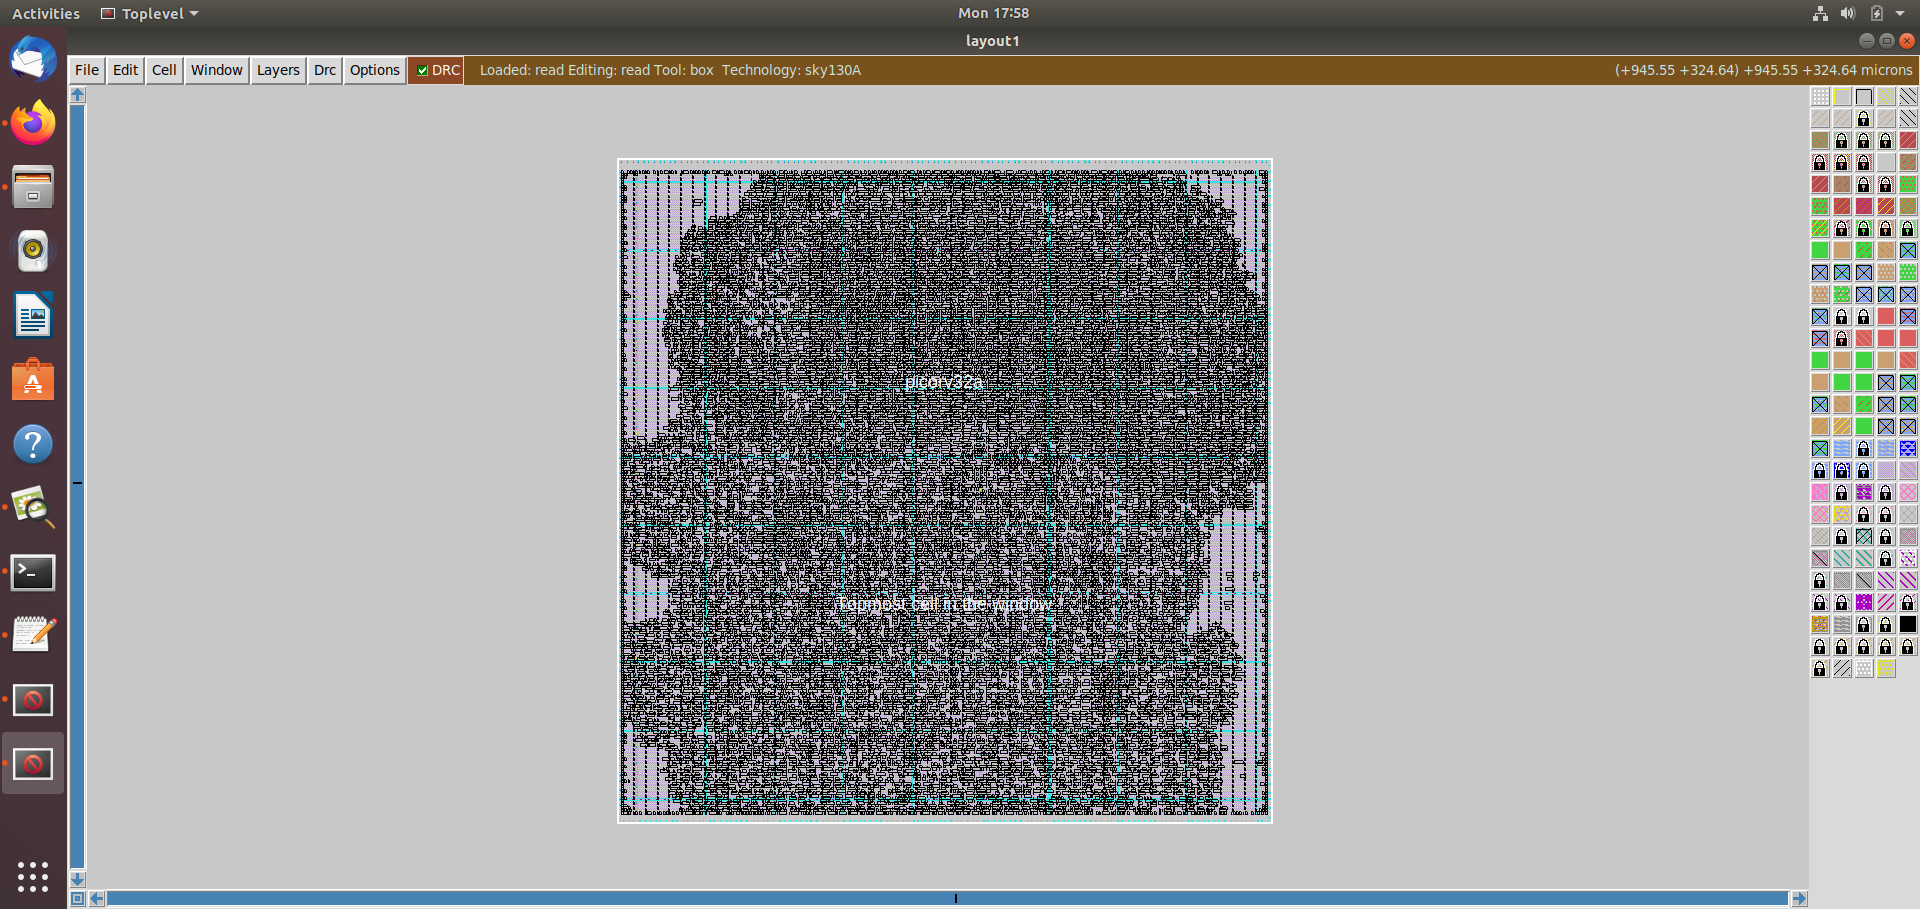 Activities Toplevel Mon 17:58
layout1
File Edit Cell Window Layers Drc Options DRC Loaded: read Editing: read Tool: box Technology: sky130A (+945.55 +324.64) +945.55 +324.64 microns
picorv32a
Topmost cell in the window